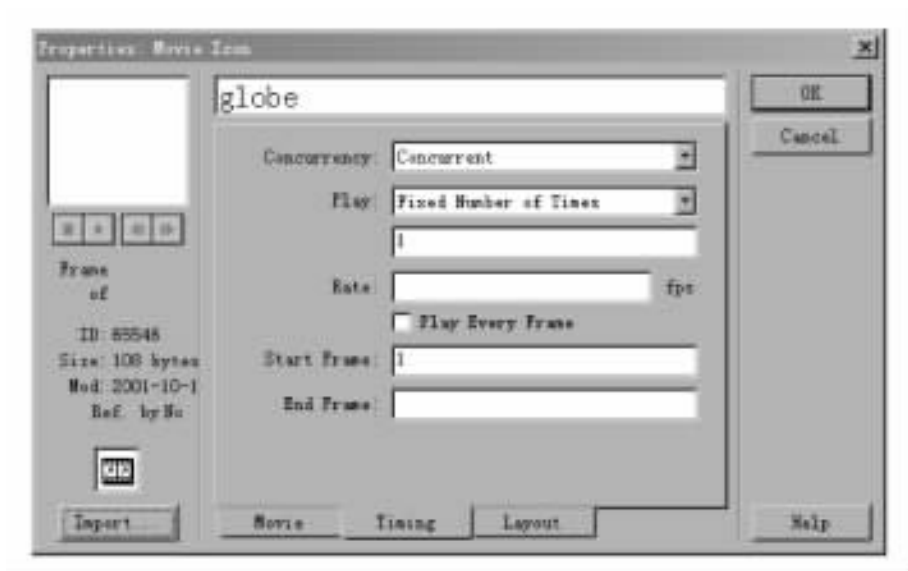 Properties: Movie Icon
globe
OK
Cancel
Concurrency: Concurrent
Play: Fixed Number of Times
1
Rate: fps
Play Every Frame
Start Frame: 1
End Frame:
Frame
of
ID: 65546
Size: 108 bytes
Mod: 2001-10-1
Ref. by No
Import...
Movie
Timing
Layout
Help